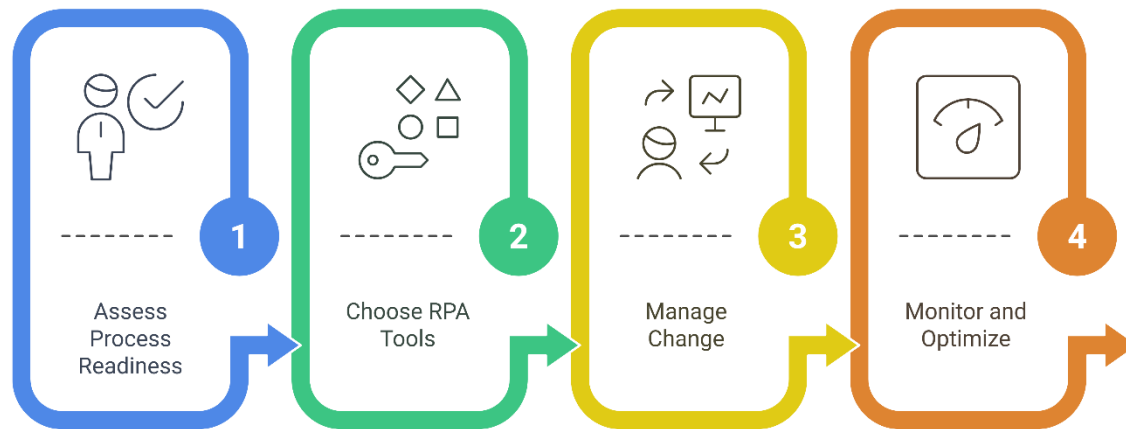 1
Assess
Process
Readiness
2
Choose RPA
Tools
3
Manage
Change
4
Monitor and
Optimize